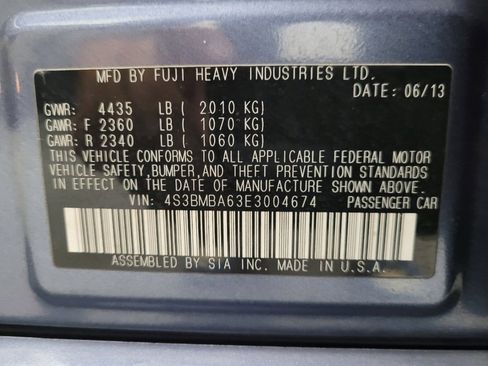 MFD BY FUJI HEAVY INDUSTRIES LTD.
DATE: 06/13
GVWR: 4435 LB ( 2010 KG)
GAWR: F 2360 LB ( 1070 KG)
GAWR: R 2340 LB ( 1060 KG)
THIS VEHICLE CONFORMS TO ALL APPLICABLE FEDERAL MOTOR
VEHICLE SAFETY,BUMPER,AND THEFT PREVENTION STANDARDS
IN EFFECT ON THE DATE OF MANUFACTURE SHOWN ABOVE.
VIN: 4S3BMBA63E3004674 PASSENGER CAR
ASSEMBLED BY SIA INC. MADE IN U.S.A.